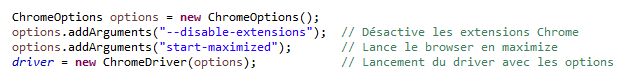 ChromeOptions options = new ChromeOptions();
options.addArguments("--disable-extensions");  // Désactive les extensions Chrome
options.addArguments("start-maximized");       // Lance le browser en maximize
driver = new ChromeDriver(options);            // Lancement du driver avec les options